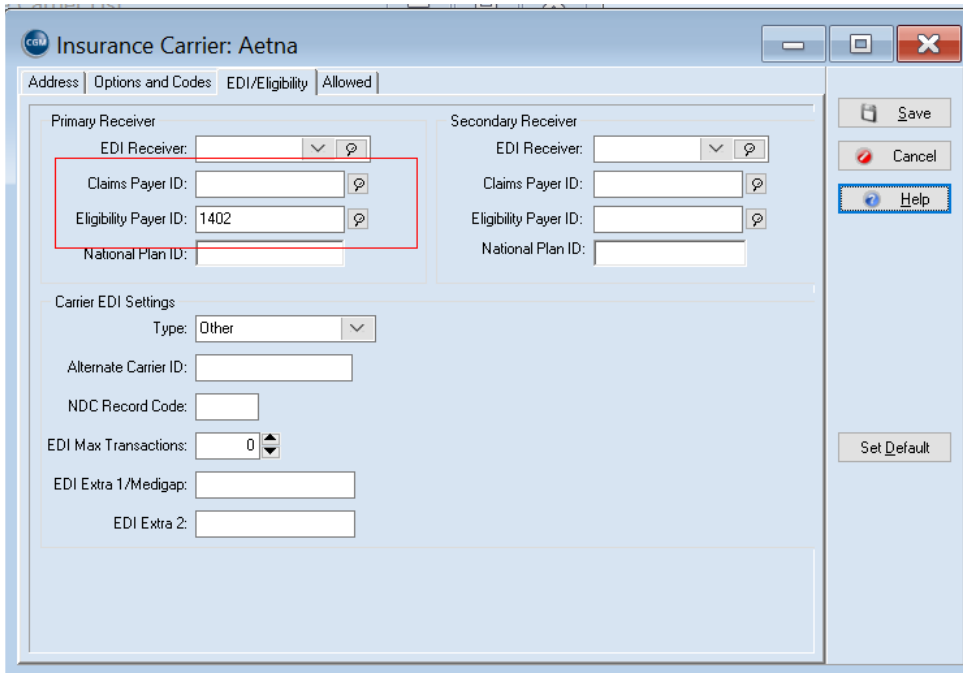 CGM Insurance Carrier: Aetna
Address Options and Codes EDI/Eligibility Allowed
Primary Receiver
EDI Receiver:
Claims Payer ID:
Eligibility Payer ID: 1402
National Plan ID:
Secondary Receiver
EDI Receiver:
Claims Payer ID:
Eligibility Payer ID:
National Plan ID:
Carrier EDI Settings
Type: Other
Alternate Carrier ID:
NDC Record Code:
EDI Max Transactions: 0
EDI Extra 1/Medigap:
EDI Extra 2:
Save
Cancel
Help
Set Default